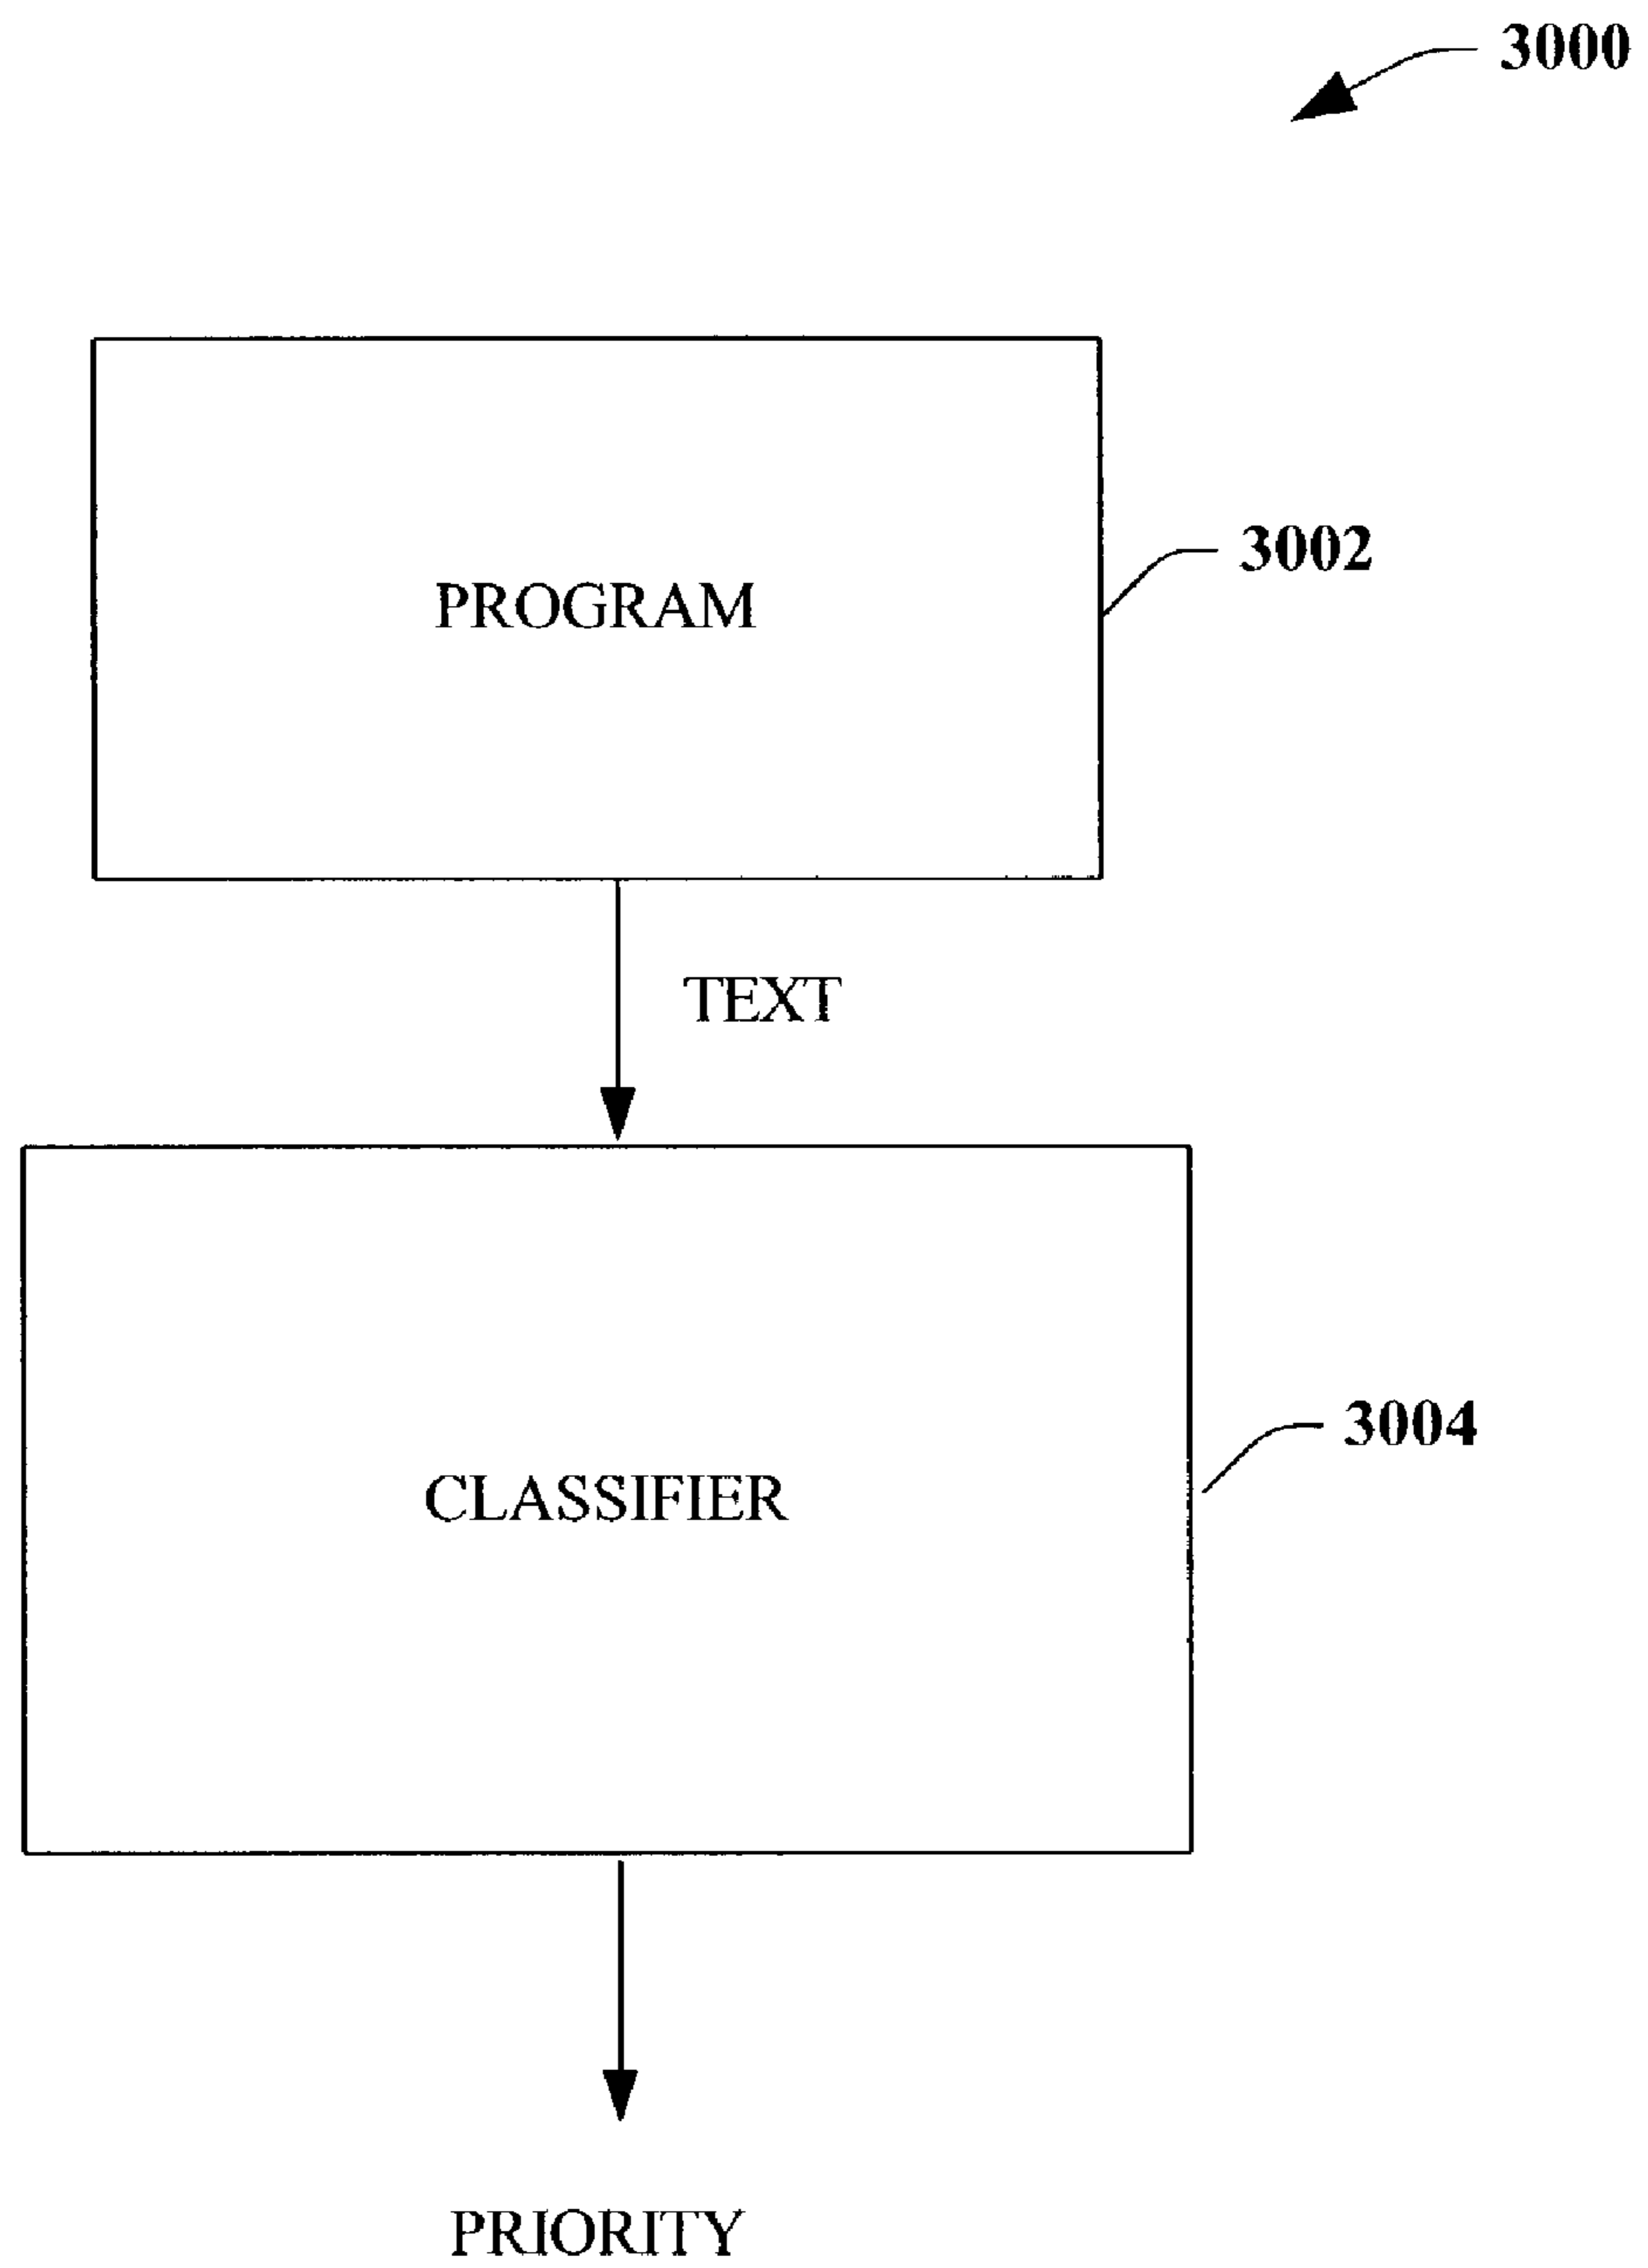 3000
PROGRAM
3002
TEXT
CLASSIFIER
3004
PRIORITY